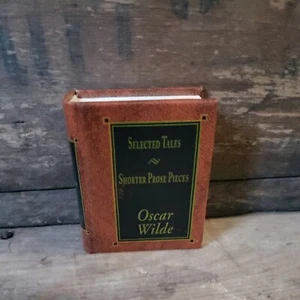 Selected Tales
~
Shorter Prose Pieces
Oscar
Wilde